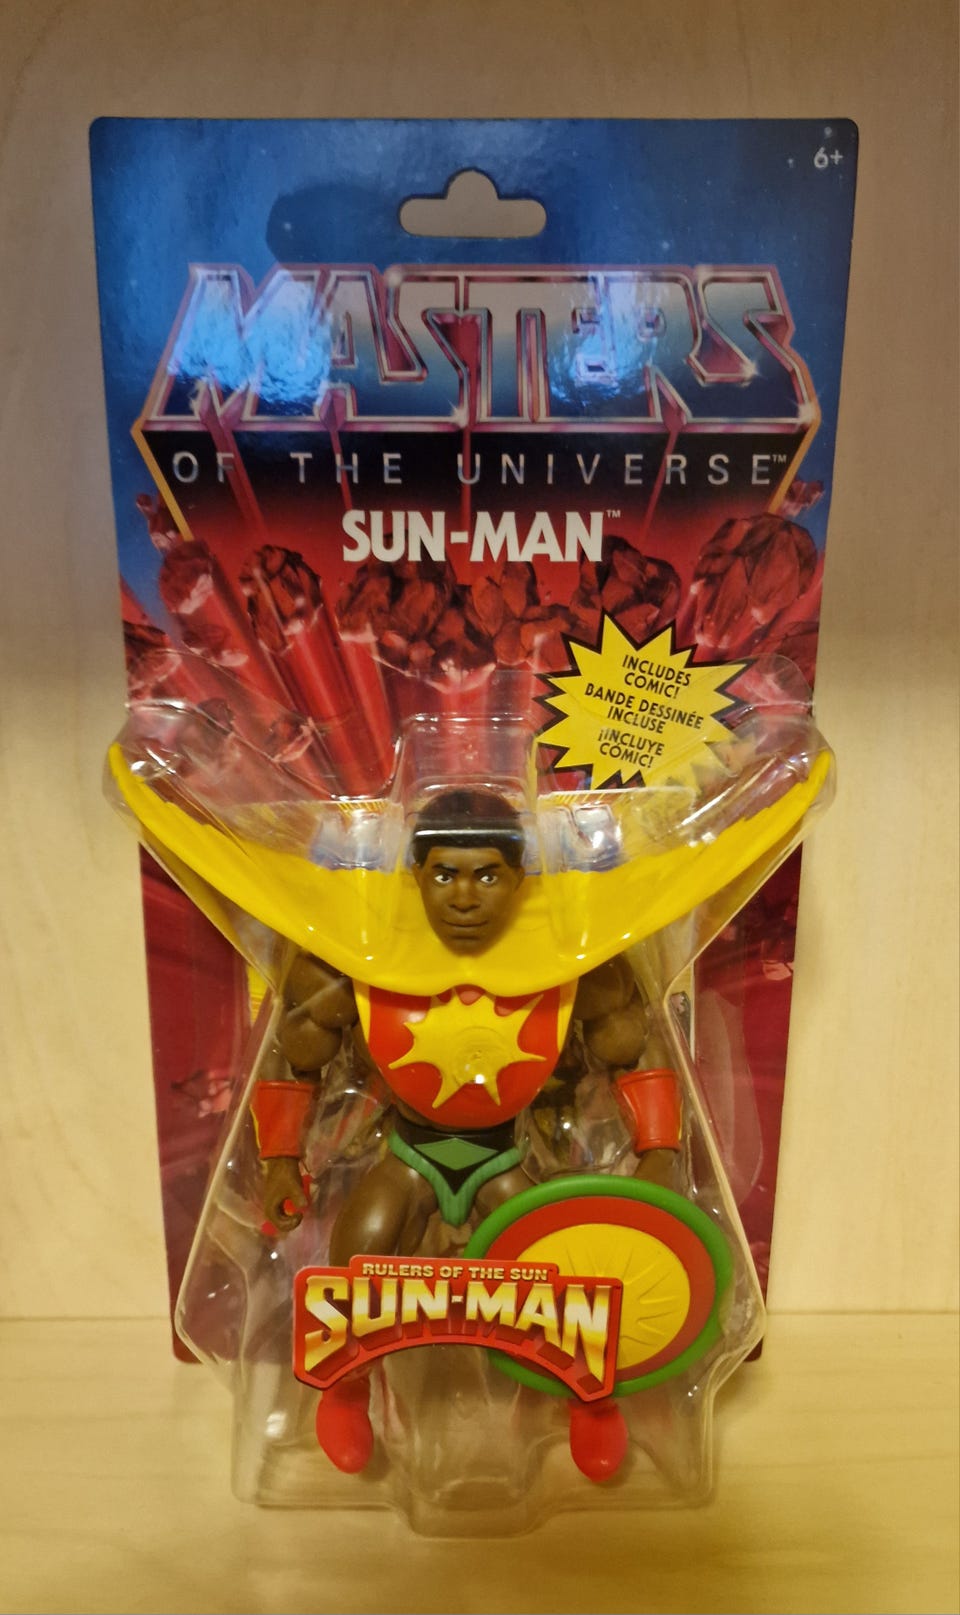 6+
MASTERS
OF THE UNIVERSE™
SUN-MAN™
INCLUDES
COMIC!
BANDE DESSINÉE
INCLUSE
¡INCLUYE
CÓMIC!
RULERS OF THE SUN
SUN-MAN